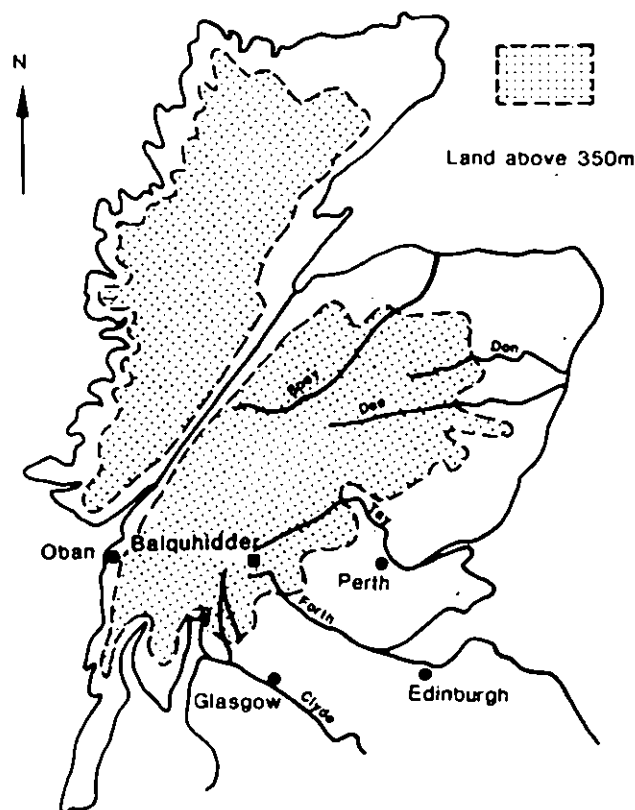 N
Land above 350m
Spey
Don
Dee
Tay
Oban
Balquhidder
Perth
Forth
Glasgow
Clyde
Edinburgh